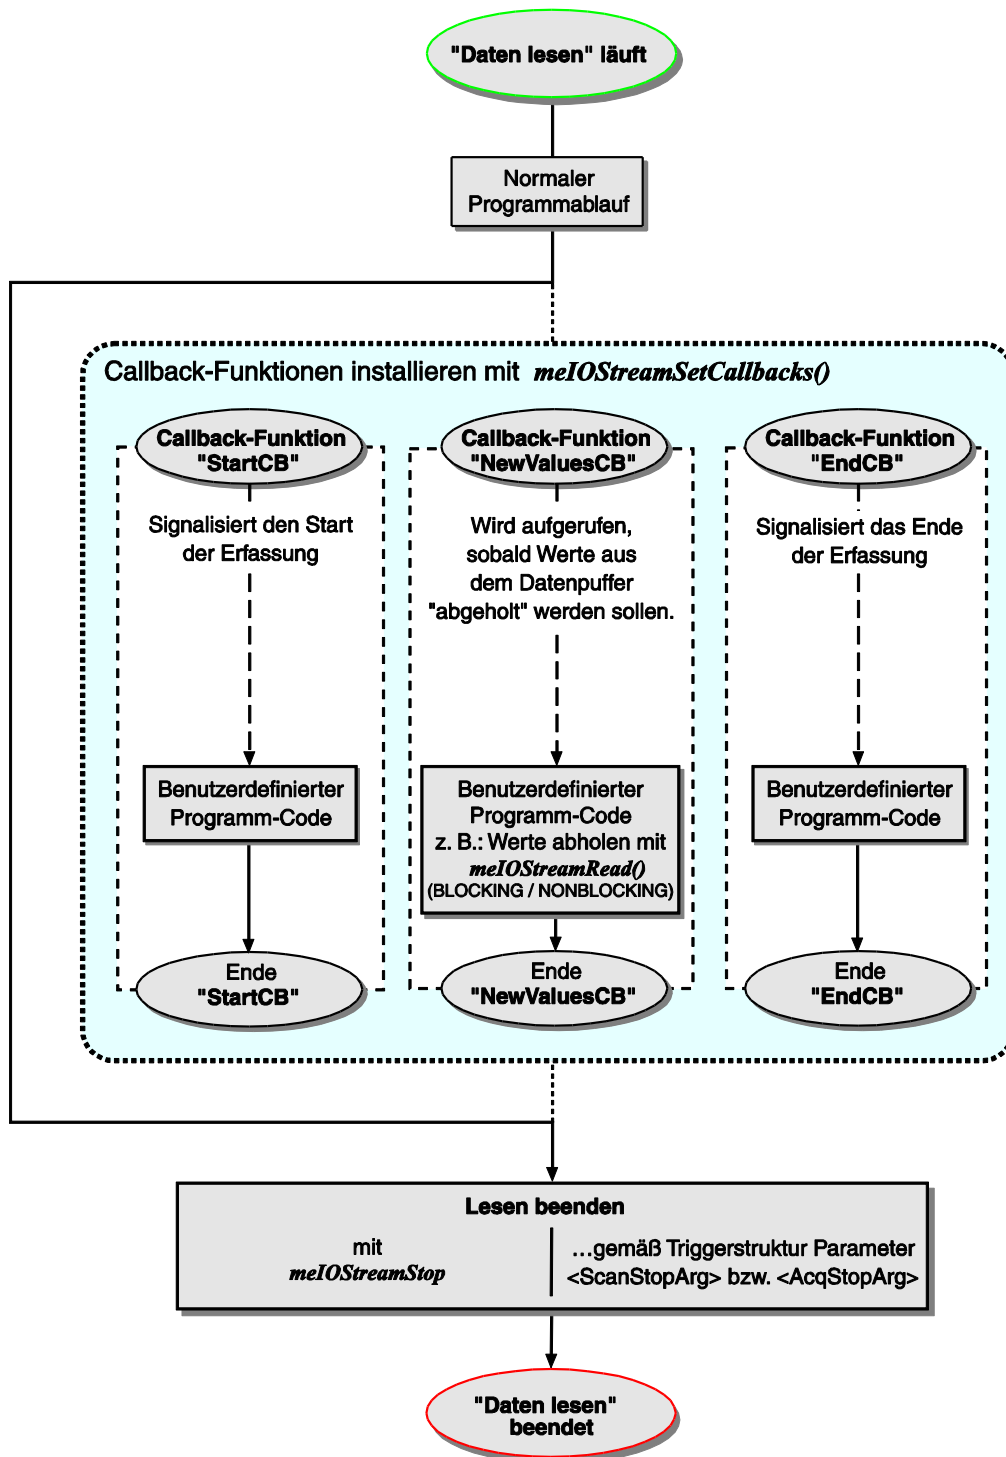 "Daten lesen" läuft
Normaler
Programmablauf
Callback-Funktionen installieren mit meIOStreamSetCallbacks()
Callback-Funktion
"StartCB"
Signalisiert den Start
der Erfassung
Benutzerdefinierter
Programm-Code
Ende
"StartCB"
Callback-Funktion
"NewValuesCB"
Wird aufgerufen,
sobald Werte aus
dem Datenpuffer
"abgeholt" werden sollen.
Benutzerdefinierter
Programm-Code
z. B.: Werte abholen mit
meIOStreamRead()
(BLOCKING / NONBLOCKING)
Ende
"NewValuesCB"
Callback-Funktion
"EndCB"
Signalisiert das Ende
der Erfassung
Benutzerdefinierter
Programm-Code
Ende
"EndCB"
Lesen beenden
mit
meIOStreamStop
...gemäß Triggerstruktur Parameter
<ScanStopArg> bzw. <AcqStopArg>
"Daten lesen"
beendet